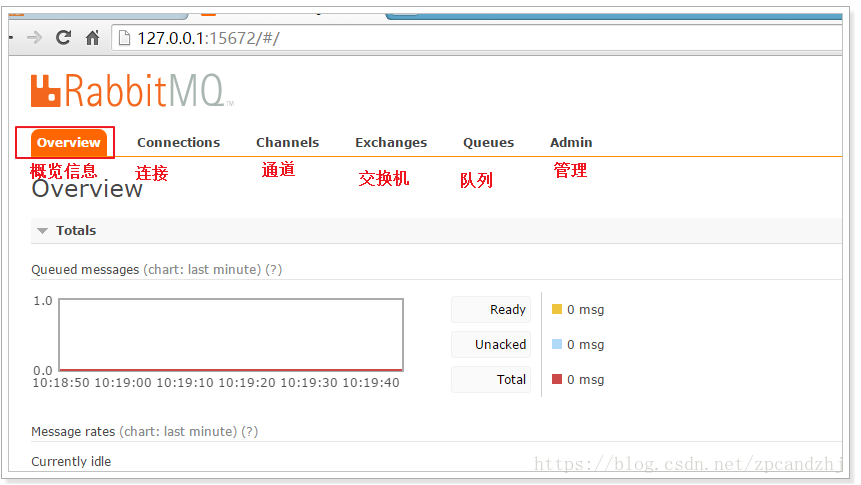 127.0.0.1:15672/#/
RabbitMQ™
Overview Connections Channels Exchanges Queues Admin
概览信息 连接 通道 交换机 队列 管理
Overview
Totals
Queued messages (chart: last minute) (?)
1.0
0.0
10:18:50 10:19:00 10:19:10 10:19:20 10:19:30 10:19:40
Ready 0 msg
Unacked 0 msg
Total 0 msg
Message rates (chart: last minute) (?)
Currently idle
https://blog.csdn.net/zpcandzhj